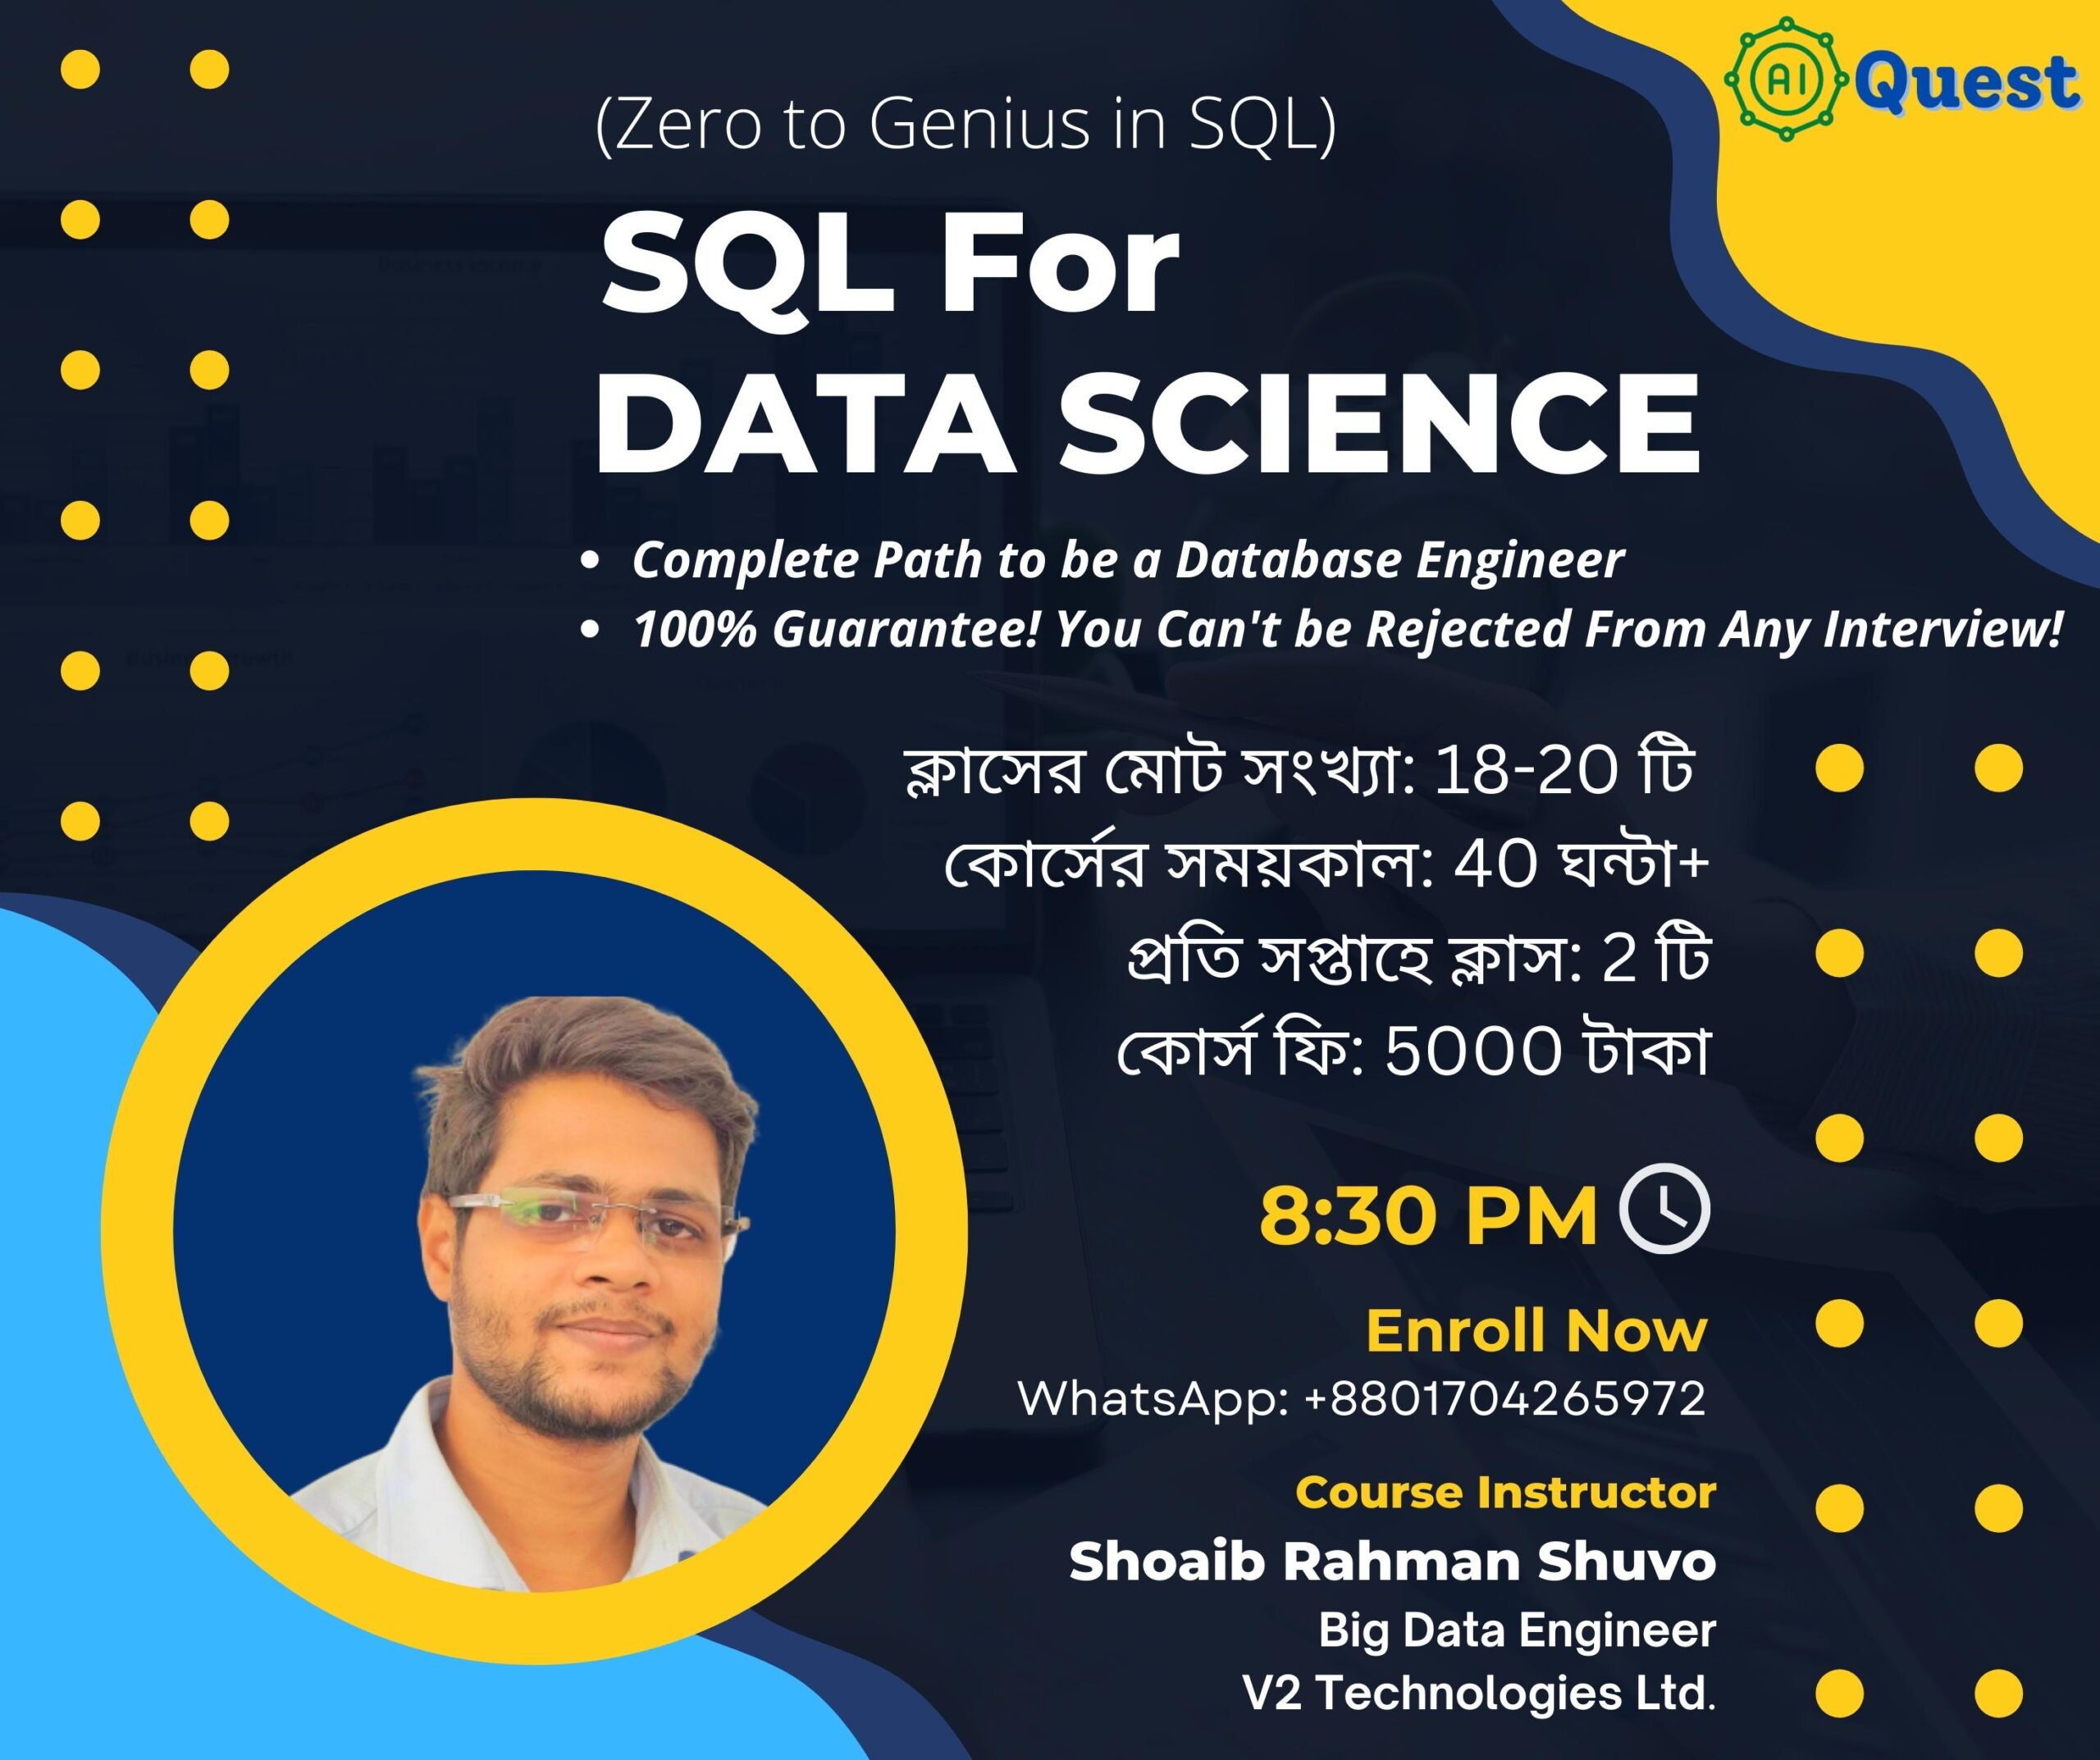 AI Quest
(Zero to Genius in SQL)
SQL For
DATA SCIENCE
• Complete Path to be a Database Engineer
• 100% Guarantee! You Can't be Rejected From Any Interview!
ক্লাসের মোট সংখ্যা: 18-20 টি
কোর্সের সময়কাল: 40 ঘন্টা+
প্রতি সপ্তাহে ক্লাস: 2 টি
কোর্স ফি: 5000 টাকা
8:30 PM
Enroll Now
WhatsApp: +8801704265972
Course Instructor
Shoaib Rahman Shuvo
Big Data Engineer
V2 Technologies Ltd.